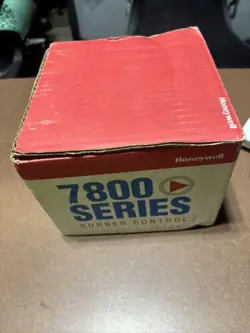 Honeywell
7800
SERIES
BURNER CONTROL